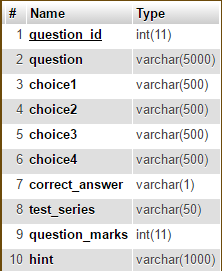 # Name Type
1 question_id int(11)
2 question varchar(5000)
3 choice1 varchar(500)
4 choice2 varchar(500)
5 choice3 varchar(500)
6 choice4 varchar(500)
7 correct_answer varchar(1)
8 test_series varchar(50)
9 question_marks int(11)
10 hint varchar(1000)